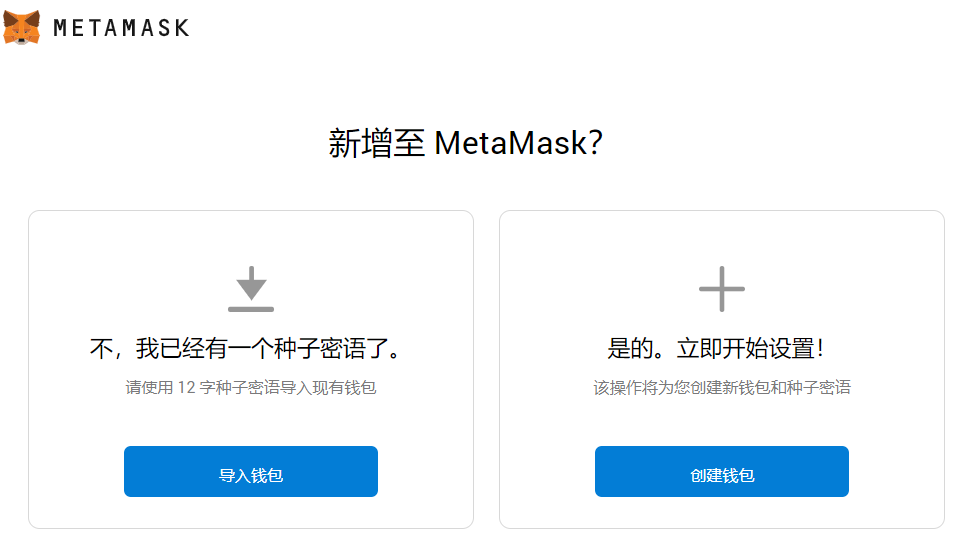 METAMASK
新增至 MetaMask?
不，我已经有一个种子密语了。
请使用 12 字种子密语导入现有钱包
导入钱包
是的。立即开始设置！
该操作将为您创建新钱包和种子密语
创建钱包